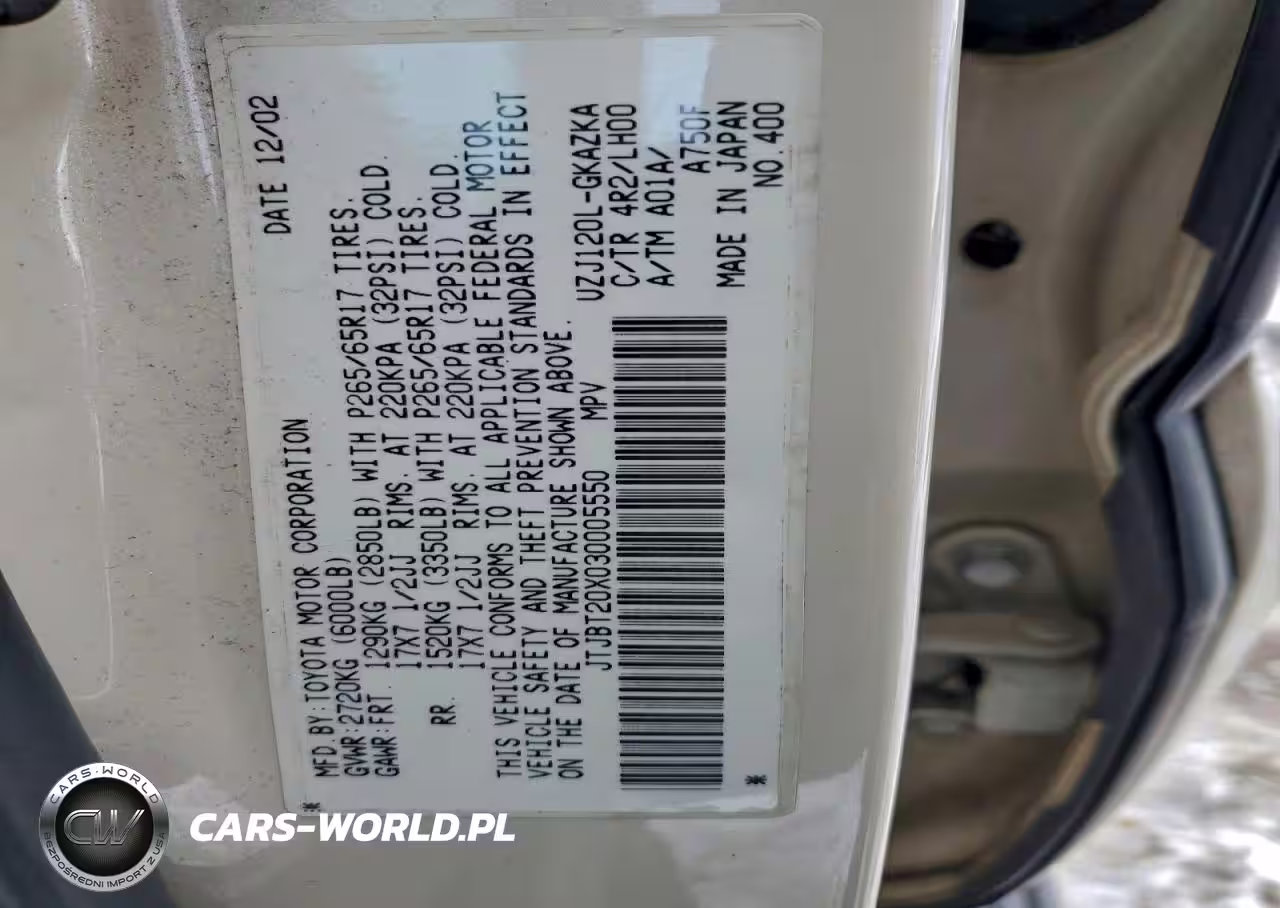 DATE 12/02
MFD. BY: TOYOTA MOTOR CORPORATION
GVWR: 2720KG (6000LB)
GAWR: FRT. 1290KG (2850LB) WITH P265/65R17 TIRES.
17X7 1/2JJ RIMS. AT 220KPA (32PSI) COLD.
RR. 1520KG (3350LB) WITH P265/65R17 TIRES.
17X7 1/2JJ RIMS. AT 220KPA (32PSI) COLD.
THIS VEHICLE CONFORMS TO ALL APPLICABLE FEDERAL MOTOR
VEHICLE SAFETY AND THEFT PREVENTION STANDARDS IN EFFECT
ON THE DATE OF MANUFACTURE SHOWN ABOVE.
JTJBT20X030005550 MPV
UZJ120L-GKAZKA
C/TR 4R2/LH00
A/TM A01A/
A750F
MADE IN JAPAN
NO.400
CARS-WORLD
CW
BEZPOŚREDNI IMPORT Z USA
CARS-WORLD.PL